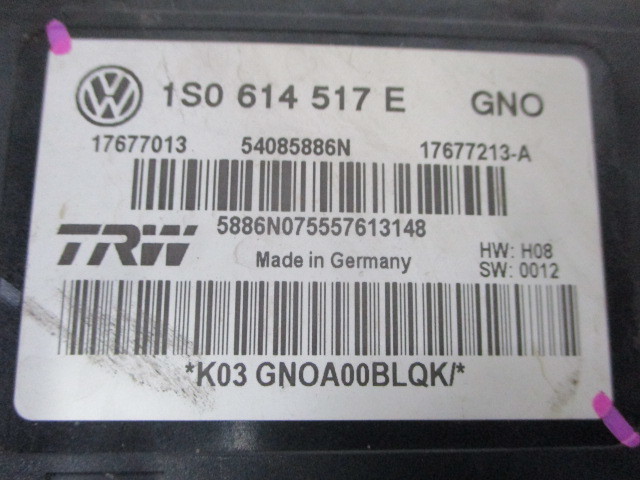 1S0 614 517 E GNO
17677013 54085886N 17677213-A
5886N075557613148
TRW Made in Germany HW: H08
SW: 0012
*K03 GNOA00BLQK/*